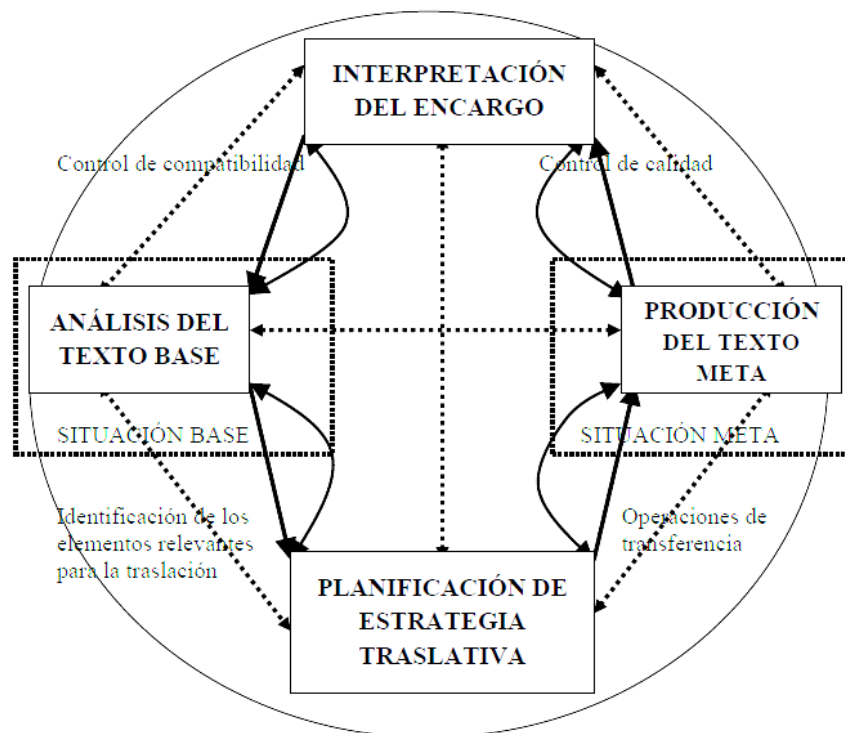 INTERPRETACIÓN
DEL ENCARGO
Control de compatibilidad
Control de calidad
ANÁLISIS DEL
TEXTO BASE
PRODUCCIÓN
DEL TEXTO
META
SITUACIÓN BASE
SITUACIÓN META
Identificación de los
elementos relevantes
para la traslación
Operaciones de
transferencia
PLANIFICACIÓN DE
ESTRATEGIA
TRASLATIVA